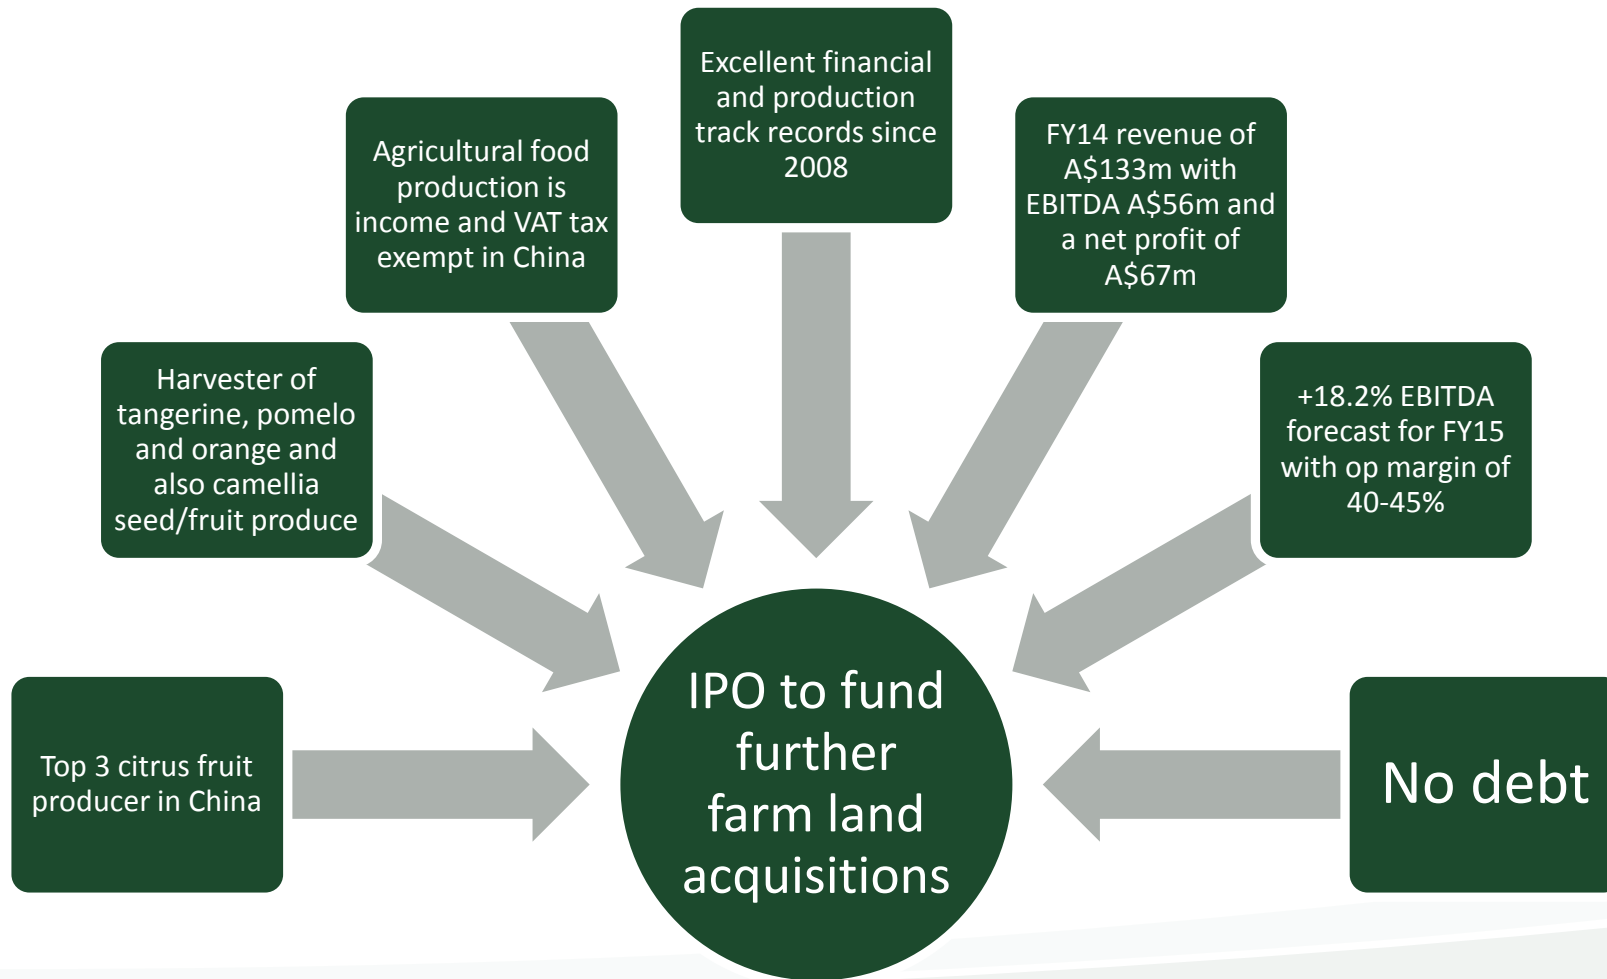 Excellent financial
and production
track records since
2008
Agricultural food
production is
income and VAT tax
exempt in China
FY14 revenue of
A$133m with
EBITDA A$56m and
a net profit of
A$67m
Harvester of
tangerine, pomelo
and orange and
also camellia
seed/fruit produce
+18.2% EBITDA
forecast for FY15
with op margin of
40-45%
Top 3 citrus fruit
producer in China
IPO to fund
further
farm land
acquisitions
No debt